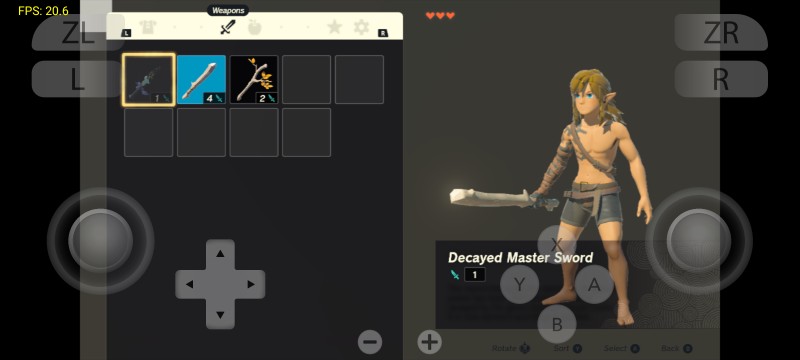 FPS: 20.6
Weapons
ZL
ZR
L
R
L
R
1
4
2
Decayed Master Sword
1
X
Y
A
B
Rotate
Sort
Select
Back